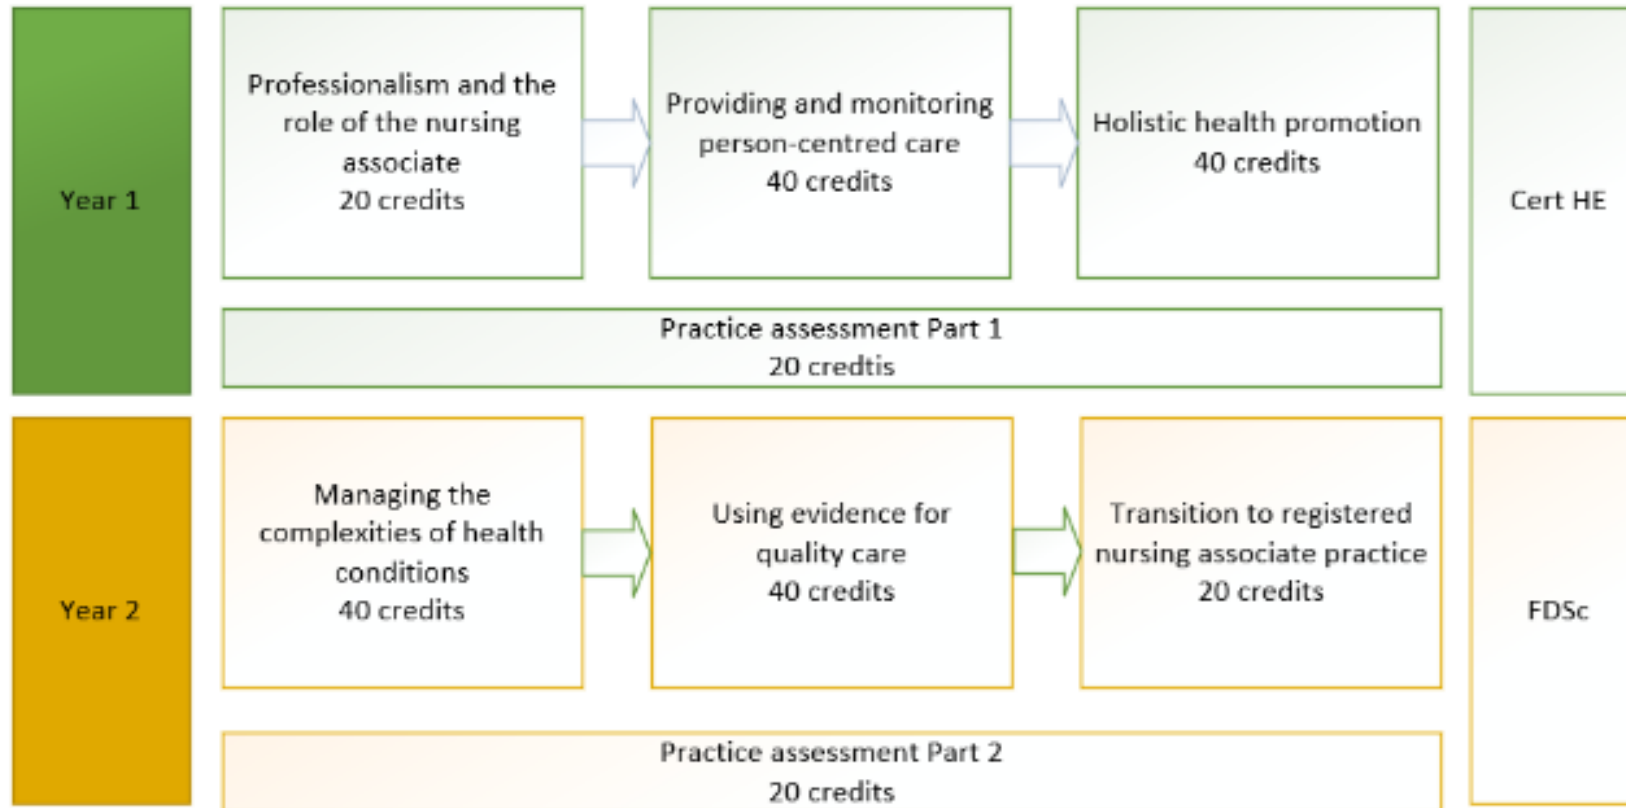 Year 1
Professionalism and the
role of the nursing
associate
20 credits
Providing and monitoring
person-centred care
40 credits
Holistic health promotion
40 credits
Cert HE
Practice assessment Part 1
20 credtis
Year 2
Managing the
complexities of health
conditions
40 credits
Using evidence for
quality care
40 credits
Transition to registered
nursing associate practice
20 credits
FDSc
Practice assessment Part 2
20 credits